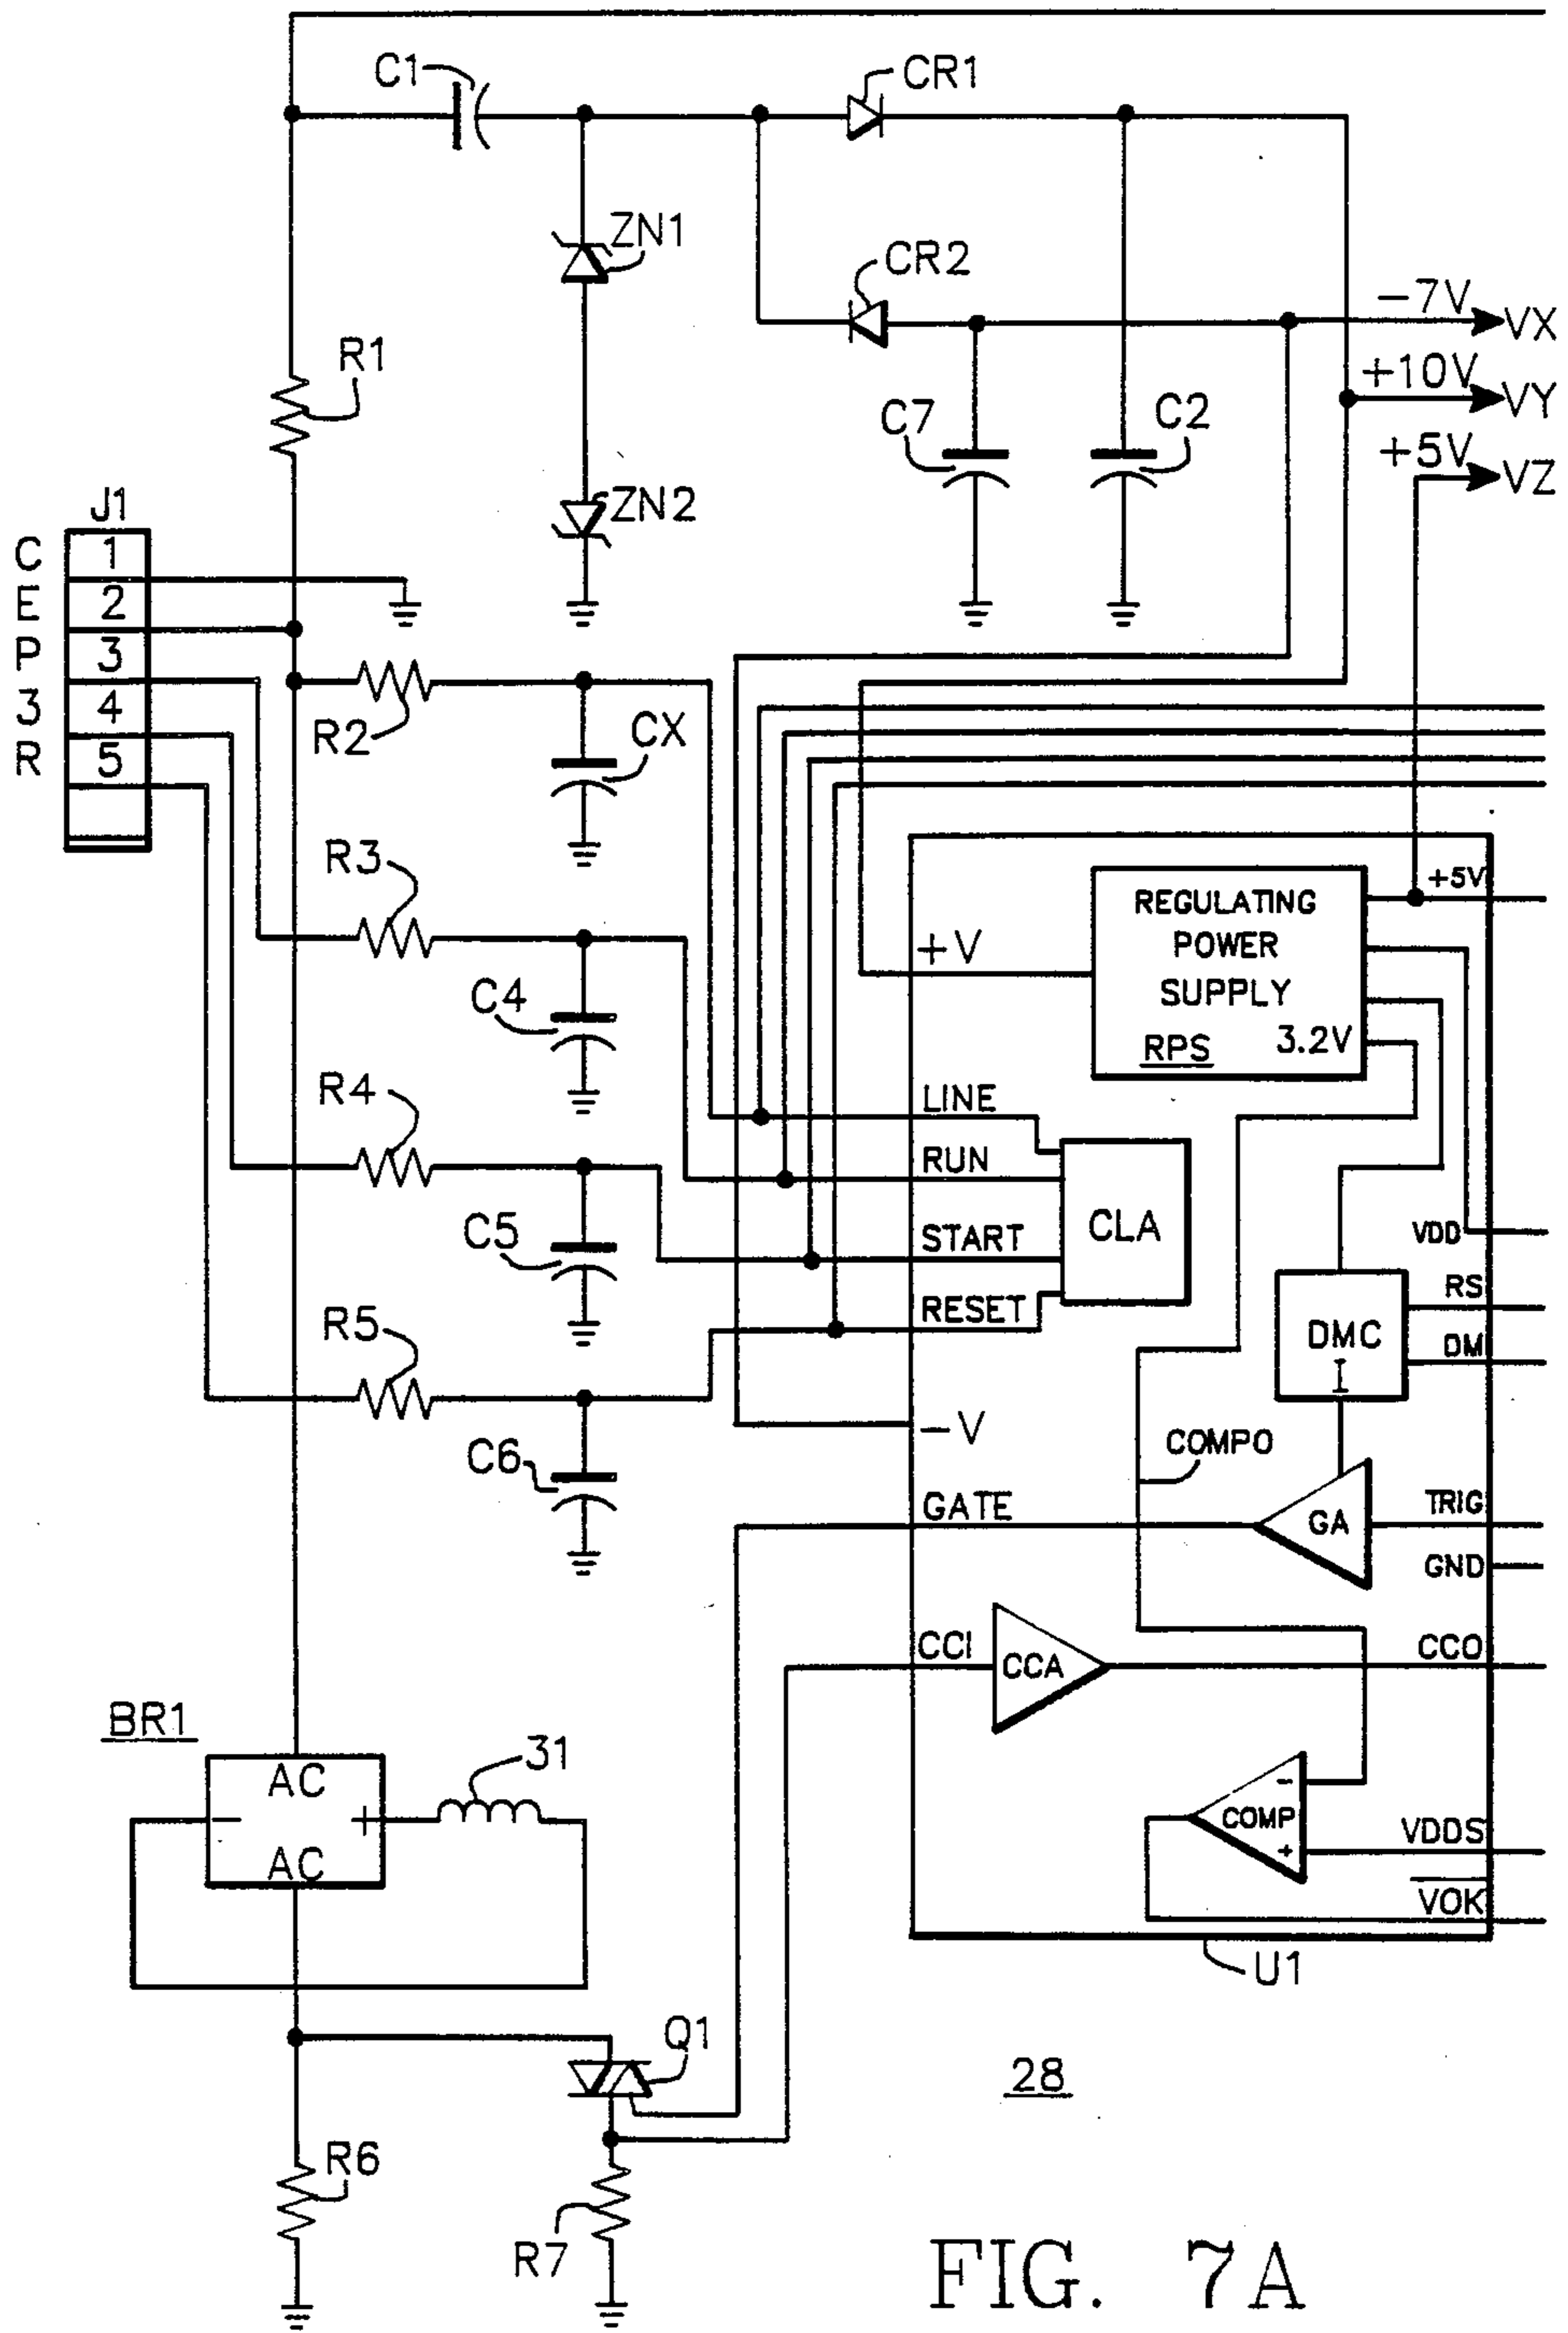 C1
CR1
ZN1
CR2
-7V
VX
R1
+10V
VY
C7
C2
+5V
VZ
ZN2
J1
C 1
E 2
P 3
3 4
R 5
R2
CX
R3
+5V
REGULATING
POWER
SUPPLY
RPS 3.2V
+V
C4
R4
LINE
RUN
CLA
C5
START
VDD
R5
RESET
RS
DMC
I
DM
-V
C6
COMPO
GATE
GA
TRIG
GND
CCI
CCA
CCO
BR1
31
AC
- +
AC
-
COMP
+
VDDS
VOK
U1
Q1
28
R6
R7
FIG. 7A